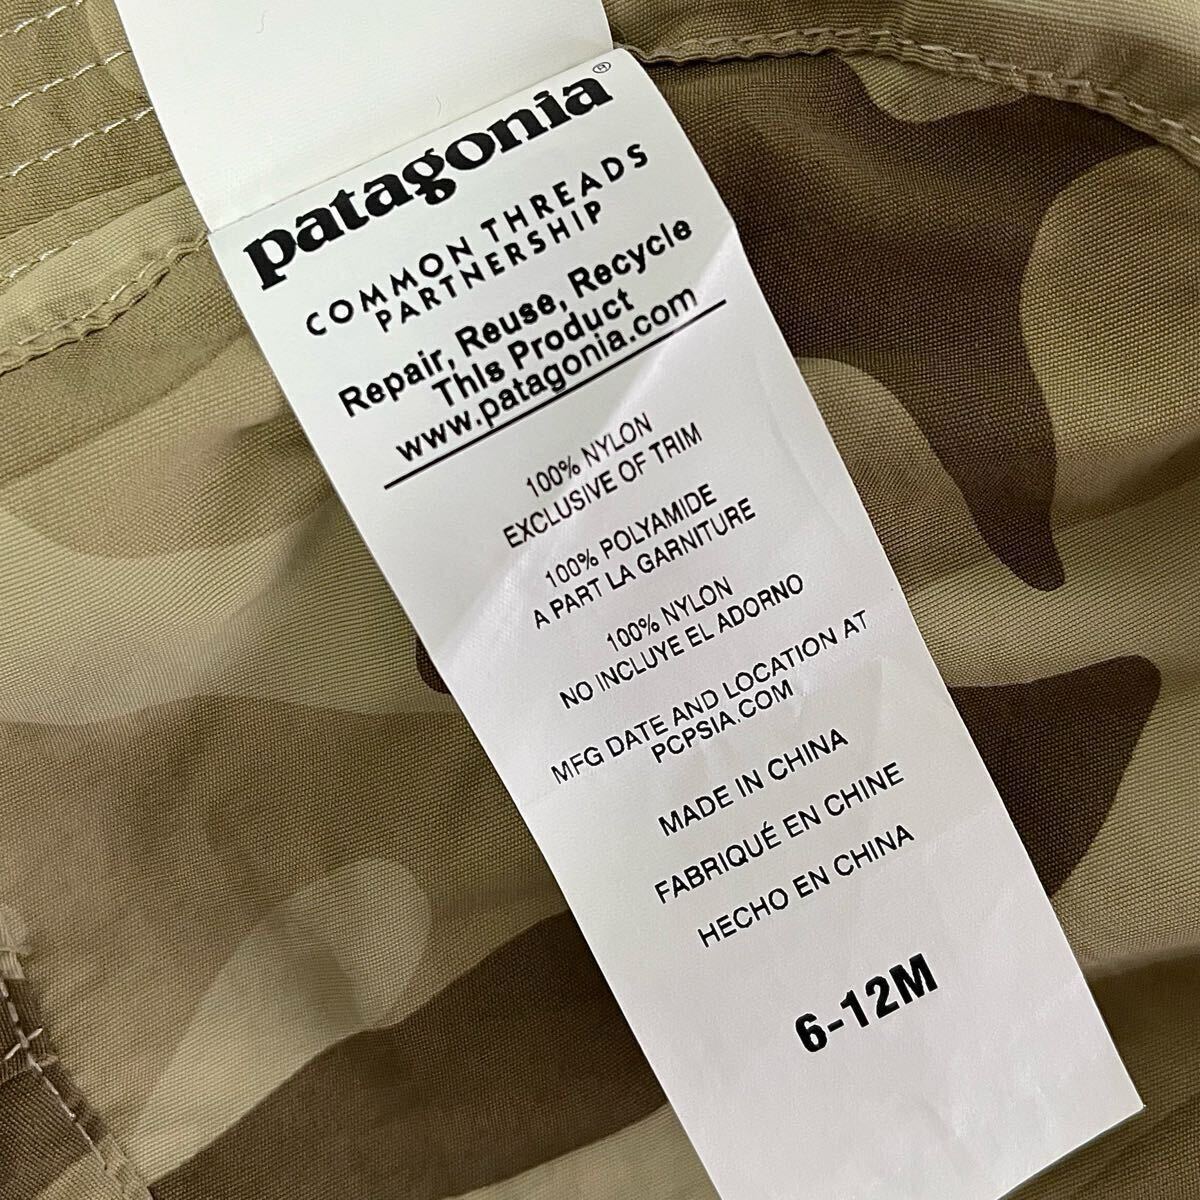 patagonia®
COMMON THREADS
PARTNERSHIP
Repair, Reuse, Recycle
This Product
www.patagonia.com
100% NYLON
EXCLUSIVE OF TRIM
100% POLYAMIDE
A PART LA GARNITURE
100% NYLON
NO INCLUYE EL ADORNO
MFG DATE AND LOCATION AT
PCPSIA.COM
MADE IN CHINA
FABRIQUÉ EN CHINE
HECHO EN CHINA
6-12M